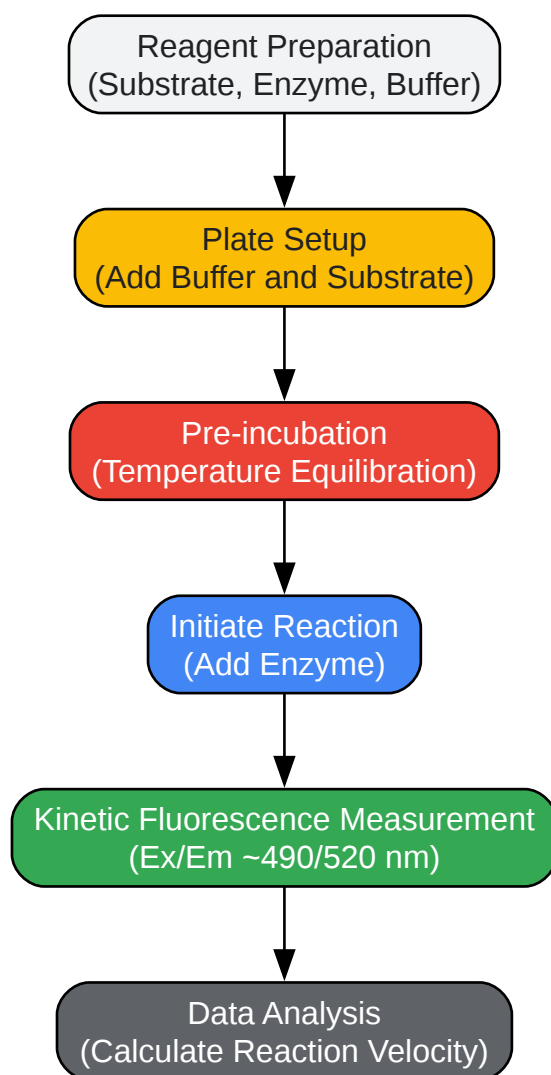 Reagent Preparation
(Substrate, Enzyme, Buffer)
Plate Setup
(Add Buffer and Substrate)
Pre-incubation
(Temperature Equilibration)
Initiate Reaction
(Add Enzyme)
Kinetic Fluorescence Measurement
(Ex/Em ~490/520 nm)
Data Analysis
(Calculate Reaction Velocity)